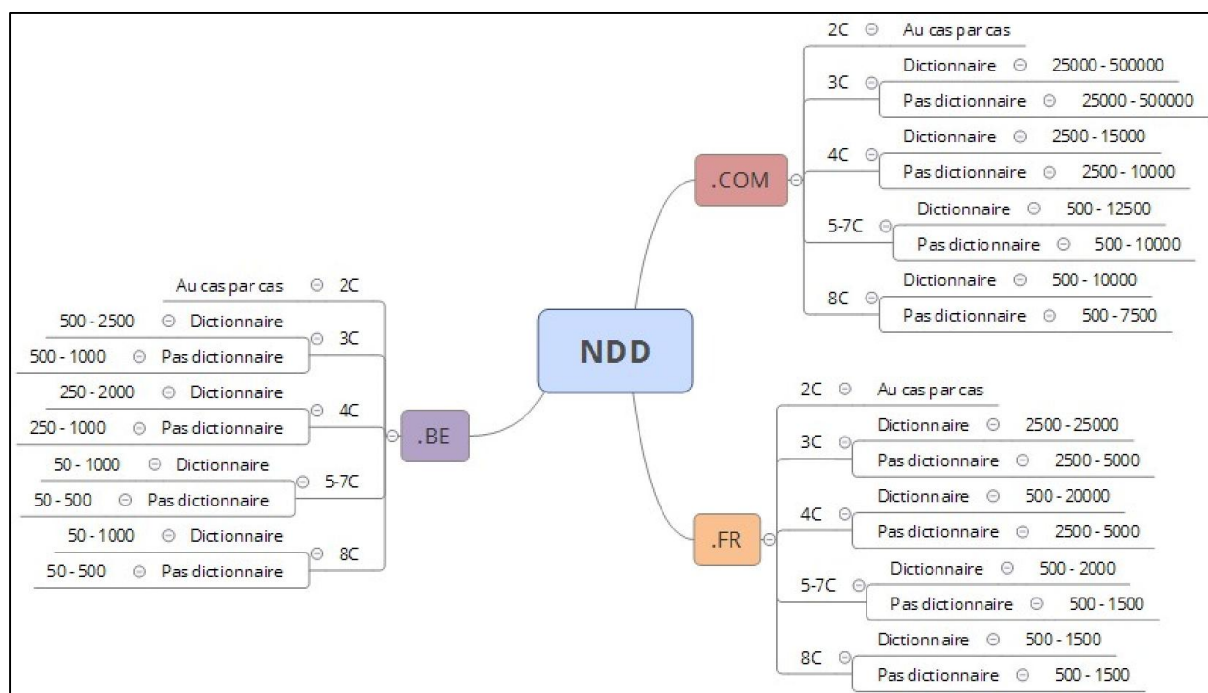 NDD
.COM
2C Au cas par cas
3C
Dictionnaire 25000 - 500000
Pas dictionnaire 25000 - 500000
4C
Dictionnaire 2500 - 15000
Pas dictionnaire 2500 - 10000
5-7C
Dictionnaire 500 - 12500
Pas dictionnaire 500 - 10000
8C
Dictionnaire 500 - 10000
Pas dictionnaire 500 - 7500
.FR
2C Au cas par cas
3C
Dictionnaire 2500 - 25000
Pas dictionnaire 2500 - 5000
4C
Dictionnaire 500 - 20000
Pas dictionnaire 2500 - 5000
5-7C
Dictionnaire 500 - 2000
Pas dictionnaire 500 - 1500
8C
Dictionnaire 500 - 1500
Pas dictionnaire 500 - 1500
.BE
Au cas par cas 2C
500 - 2500 Dictionnaire
3C
500 - 1000 Pas dictionnaire
250 - 2000 Dictionnaire
4C
250 - 1000 Pas dictionnaire
50 - 1000 Dictionnaire
5-7C
50 - 500 Pas dictionnaire
50 - 1000 Dictionnaire
8C
50 - 500 Pas dictionnaire